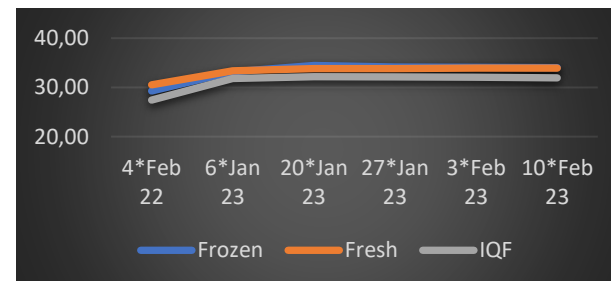 40,00
30,00
20,00
4*Feb 6*Jan 20*Jan 27*Jan 3*Feb 10*Feb
22 23 23 23 23 23
Frozen Fresh IQF